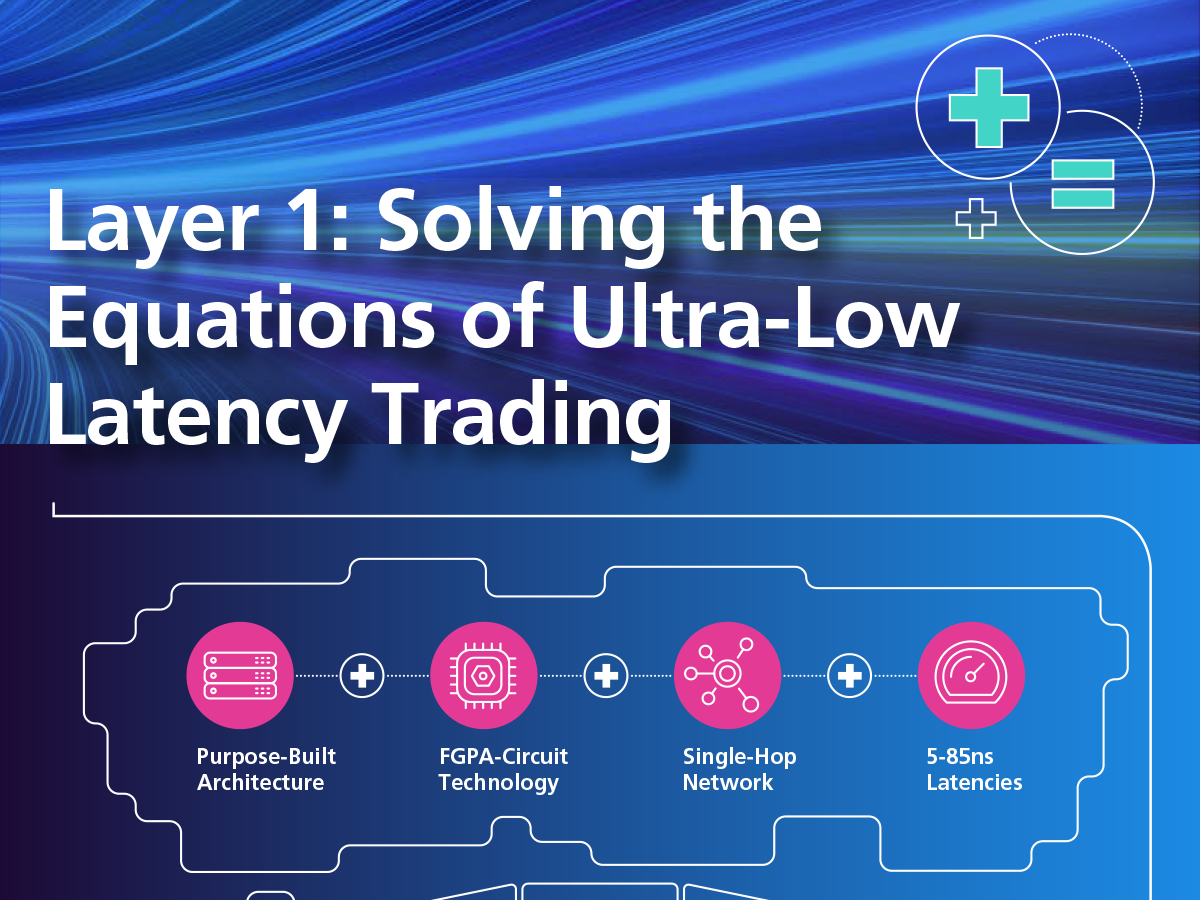 Layer 1: Solving the
Equations of Ultra-Low
Latency Trading
Purpose-Built
Architecture
FGPA-Circuit
Technology
Single-Hop
Network
5-85ns
Latencies